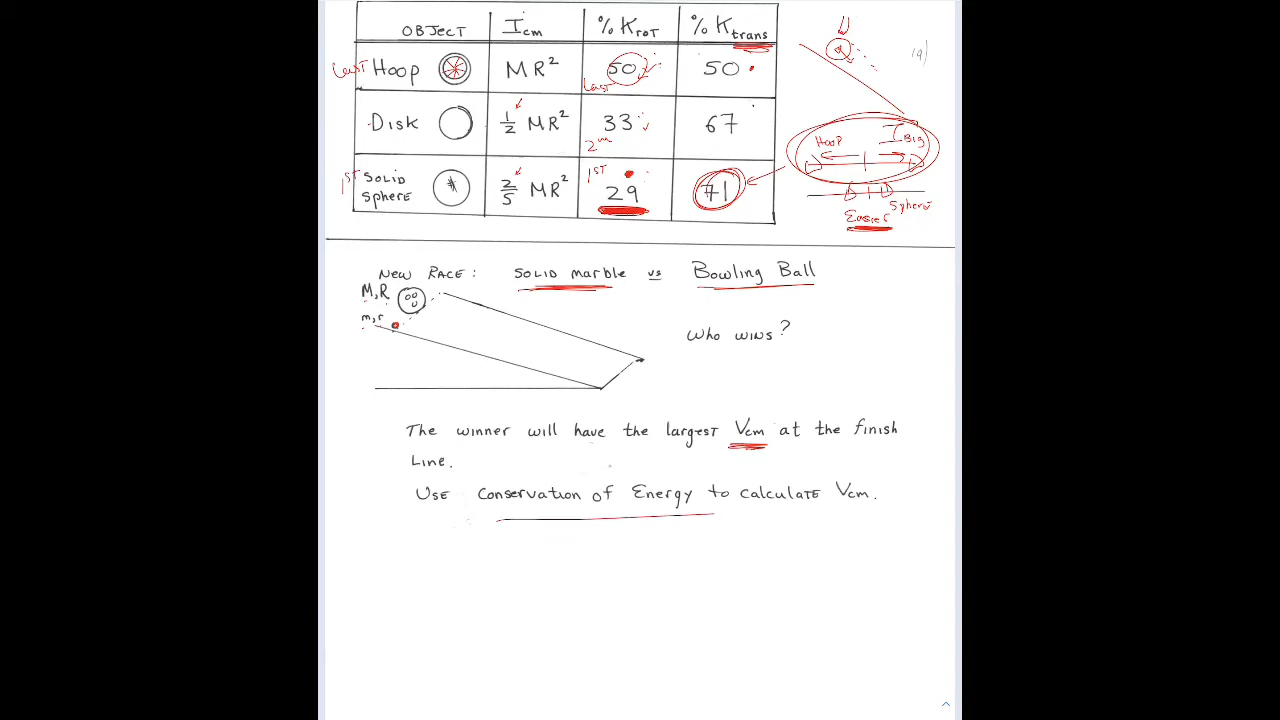 OBJECT Icm % KROT % Ktrans
Last Hoop MR² 50 Last 50
Disk 1/2 MR² 33 2nd 67
1ST Solid Sphere 2/5 MR² 1ST 29 71
19)
Hoop I Big
Sphere
Easier
New Race: Solid marble vs Bowling Ball
M,R
m,r
Who wins?
The winner will have the largest Vcm at the finish
Line.
Use conservation of Energy to calculate Vcm.